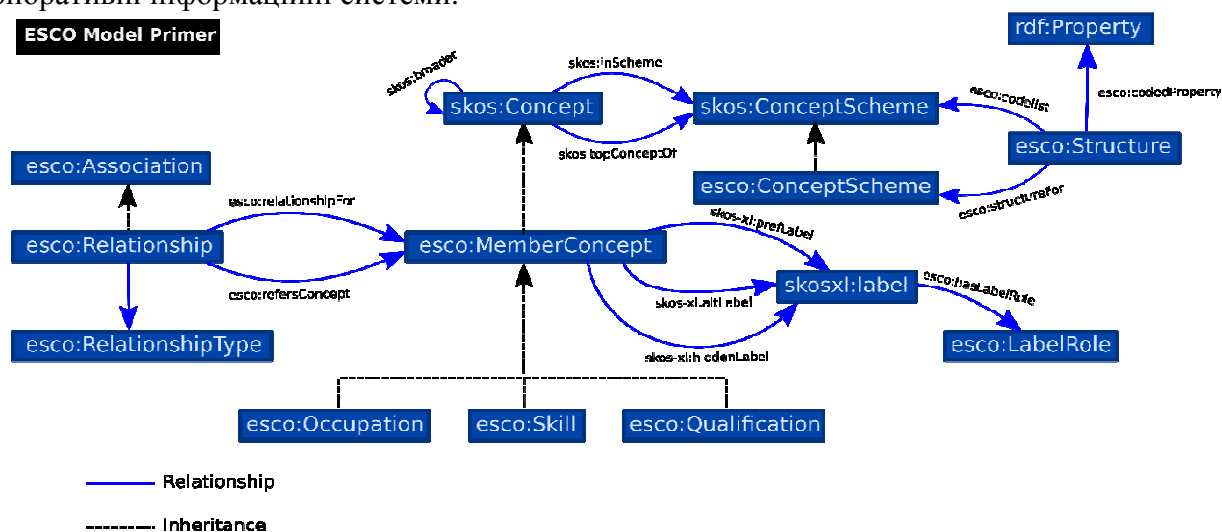 рпоративні інформаційні системи.
ESCO Model Primer
rdf:Property
skos:broader
skos:inScheme
esco:codedProperty
skos:Concept
skos:ConceptScheme
esco:codelist
skos:topConceptOf
esco:Structure
esco:Association
esco:ConceptScheme
esco:structureFor
esco:relationshipFor
skos-xl:prefLabel
esco:Relationship
esco:MemberConcept
esco:refersConcept
skos-xl:altLabel
skosxl:label
esco:hasLabelRole
skos-xl:hiddenLabel
esco:RelationshipType
esco:LabelRole
esco:Occupation
esco:Skill
esco:Qualification
Relationship
Inheritance